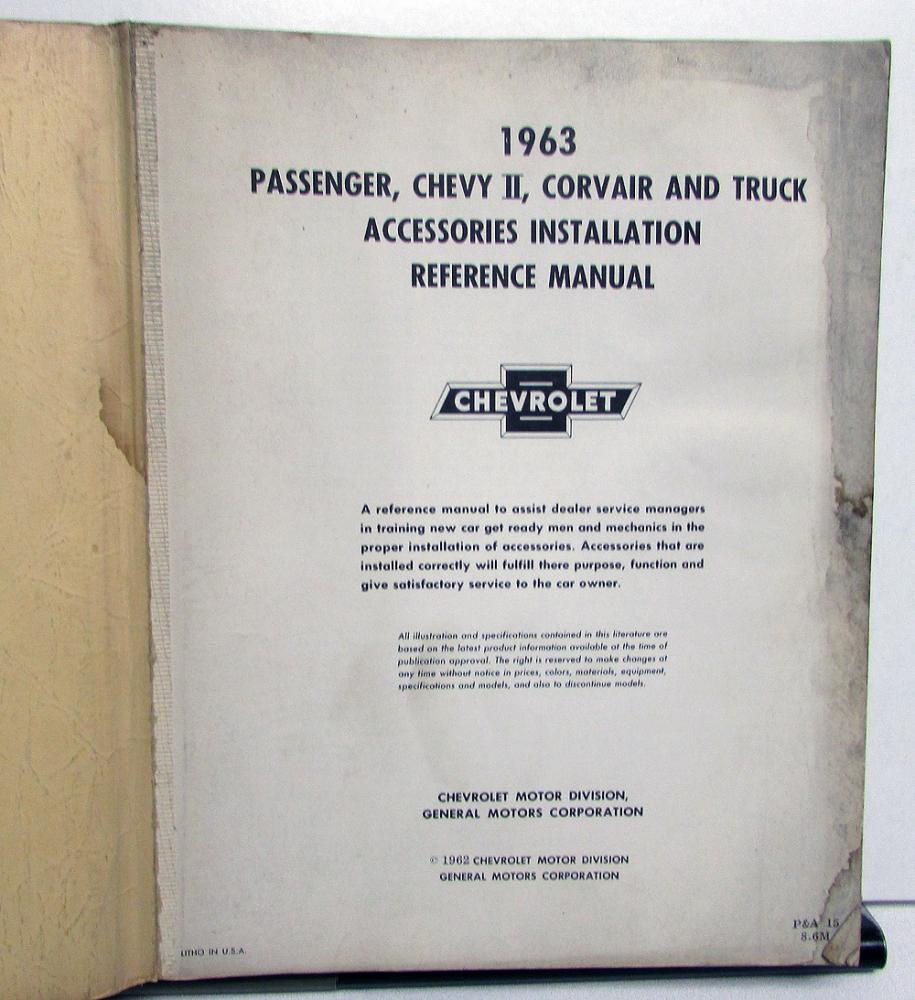 1963
PASSENGER, CHEVY II, CORVAIR AND TRUCK
ACCESSORIES INSTALLATION
REFERENCE MANUAL
CHEVROLET
A reference manual to assist dealer service managers
in training new car get ready men and mechanics in the
proper installation of accessories. Accessories that are
installed correctly will fulfill there purpose, function and
give satisfactory service to the car owner.
All illustration and specifications contained in this literature are
based on the latest product information available at the time of
publication approval. The right is reserved to make changes at
any time without notice in prices, colors, materials, equipment,
specifications and models, and also to discontinue models.
CHEVROLET MOTOR DIVISION,
GENERAL MOTORS CORPORATION
© 1962 CHEVROLET MOTOR DIVISION
GENERAL MOTORS CORPORATION
P&A 15
8.6M
LITHO IN U.S.A.